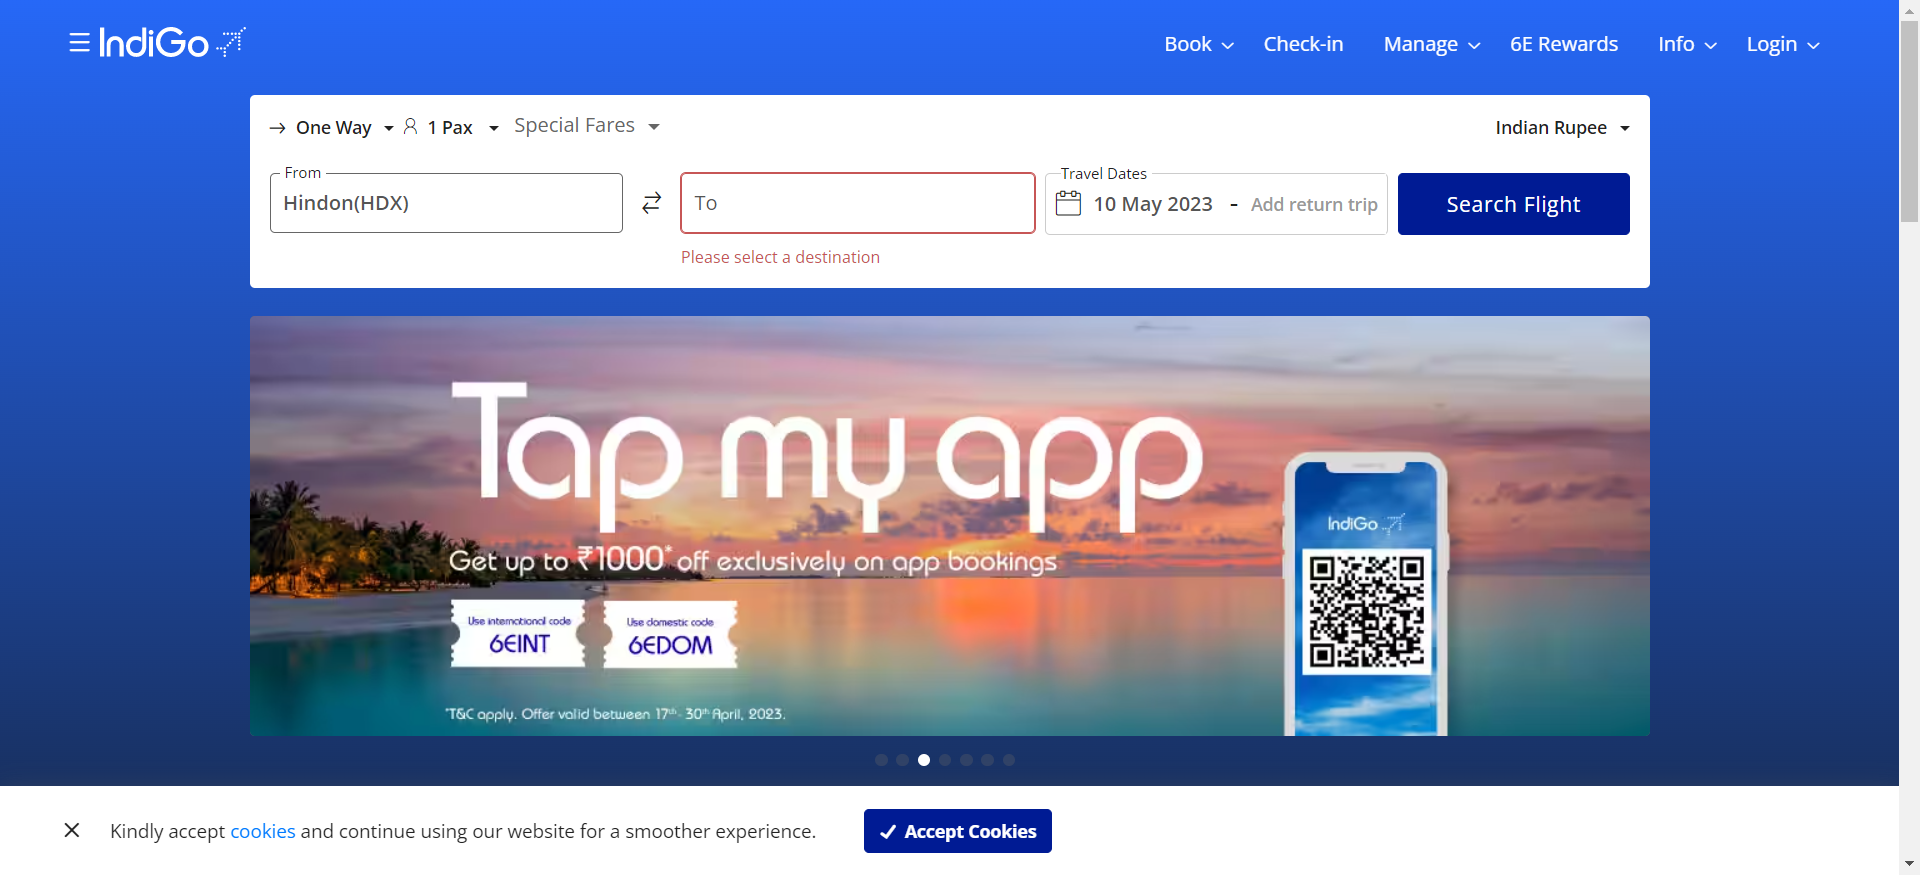 IndiGo
Book
Check-in
Manage
6E Rewards
Info
Login
One Way
1 Pax
Special Fares
Indian Rupee
From
Hindon(HDX)
To
Please select a destination
Travel Dates
10 May 2023 - Add return trip
Search Flight
Tap my app
Get up to ₹1000* off exclusively on app bookings
Use international code
6EINT
Use domestic code
6EDOM
*T&C apply. Offer valid between 17th- 30th April, 2023.
IndiGo
Kindly accept cookies and continue using our website for a smoother experience.
Accept Cookies